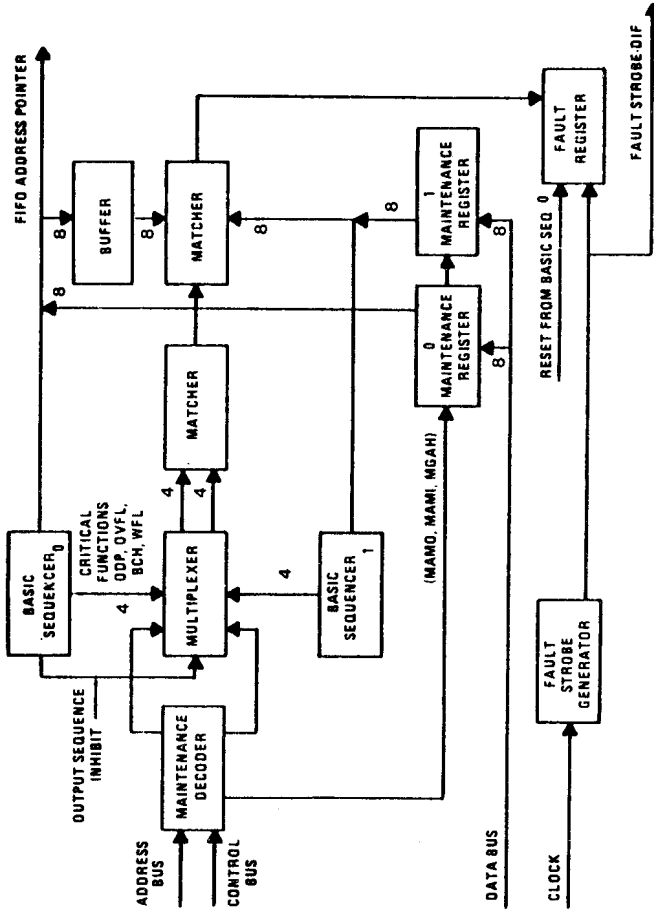 FIFO ADDRESS POINTER
BASIC
SEQUEKCER 0
8
BUFFER
8
8
CRITICAL
FUNCTIONS
ODP, OVFL,
BCH, WFL
4
OUTPUT SEQUENCE
INHIBIT
ADDRESS
BUS
CONTROL
BUS
MAINTENANCE
DECODER
MULTIPLEXER
4
4
MATCHER
MATCHER
4
8
BASIC
SEQUENCER 1
8
0
MAINTENANCE
REGISTER
1
MAINTENANCE
REGISTER
(MAMO, MAMI, MGAH)
8
8
DATA BUS
RESET FROM BASIC SEQ 0
FAULT
REGISTER
CLOCK
FAULT
STROBE
GENERATOR
FAULT STROBE-DIF